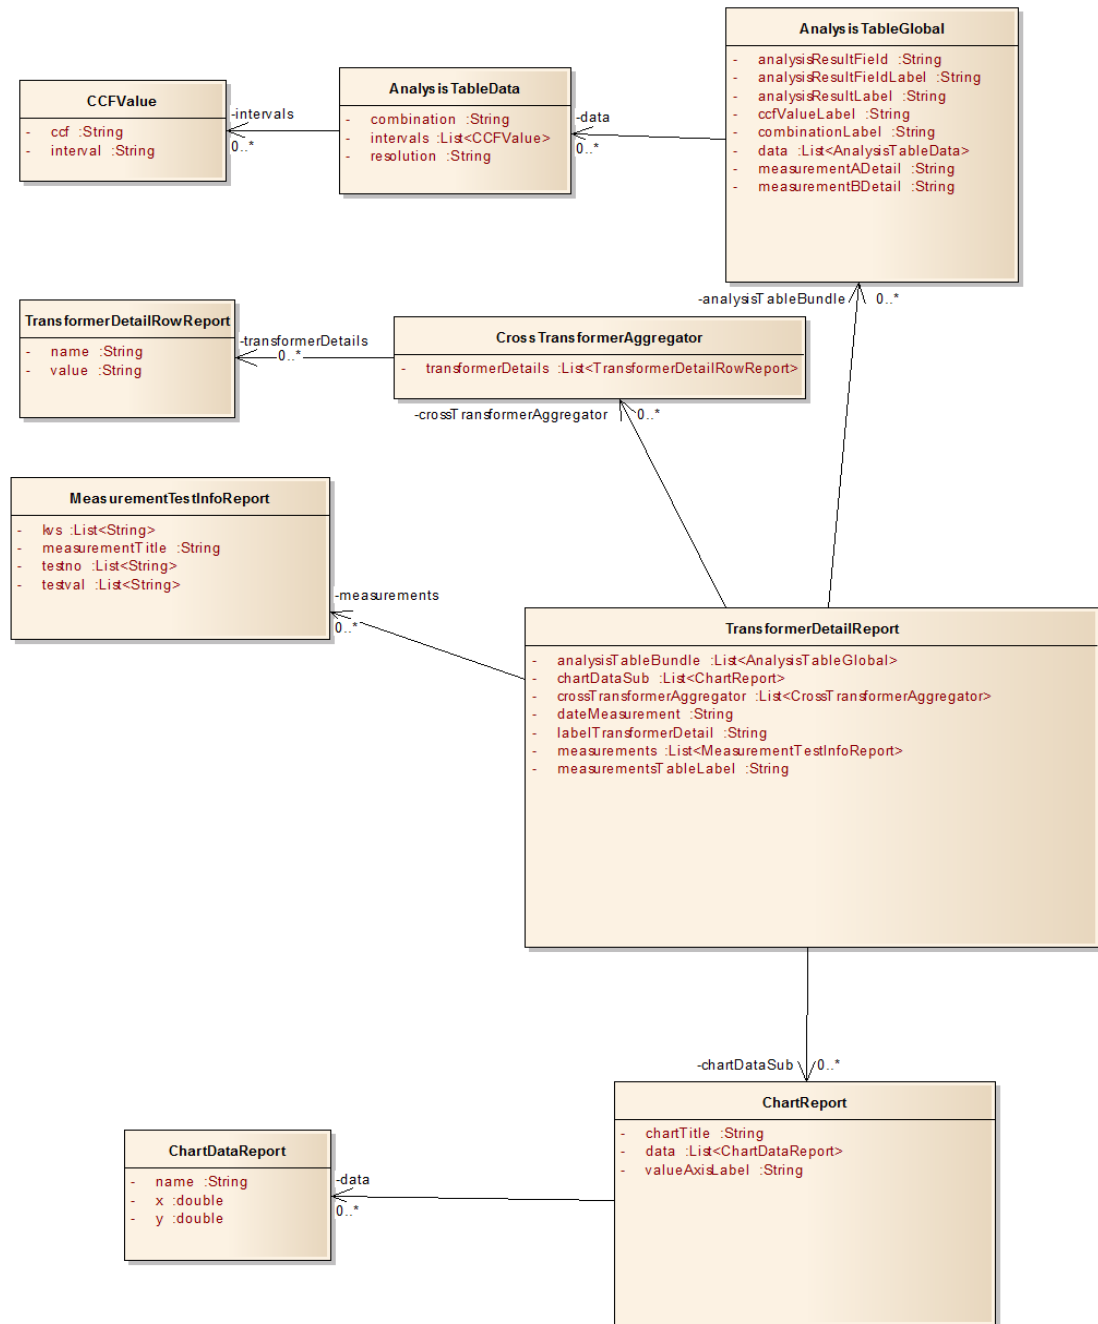 AnalysisTableGlobal
- analysisResultField :String
- analysisResultFieldLabel :String
- analysisResultLabel :String
- ccfValueLabel :String
- combinationLabel :String
- data :List<AnalysisTableData>
- measurementADetail :String
- measurementBDetail :String
AnalysisTableData
- combination :String
- intervals :List<CCFValue>
- resolution :String
CCFValue
- ccf :String
- interval :String
-intervals
0..*
-data
0..*
-analysisTableBundle
0..*
TransformerDetailRowReport
- name :String
- value :String
-transformerDetails
0..*
CrossTransformerAggregator
- transformerDetails :List<TransformerDetailRowReport>
-crossTransformerAggregator
0..*
MeasurementTestInfoReport
- kvs :List<String>
- measurementTitle :String
- testno :List<String>
- testval :List<String>
-measurements
0..*
TransformerDetailReport
- analysisTableBundle :List<AnalysisTableGlobal>
- chartDataSub :List<ChartReport>
- crossTransformerAggregator :List<CrossTransformerAggregator>
- dateMeasurement :String
- labelTransformerDetail :String
- measurements :List<MeasurementTestInfoReport>
- measurementsTableLabel :String
-chartDataSub
0..*
ChartReport
- chartTitle :String
- data :List<ChartDataReport>
- valueAxisLabel :String
ChartDataReport
- name :String
- x :double
- y :double
-data
0..*